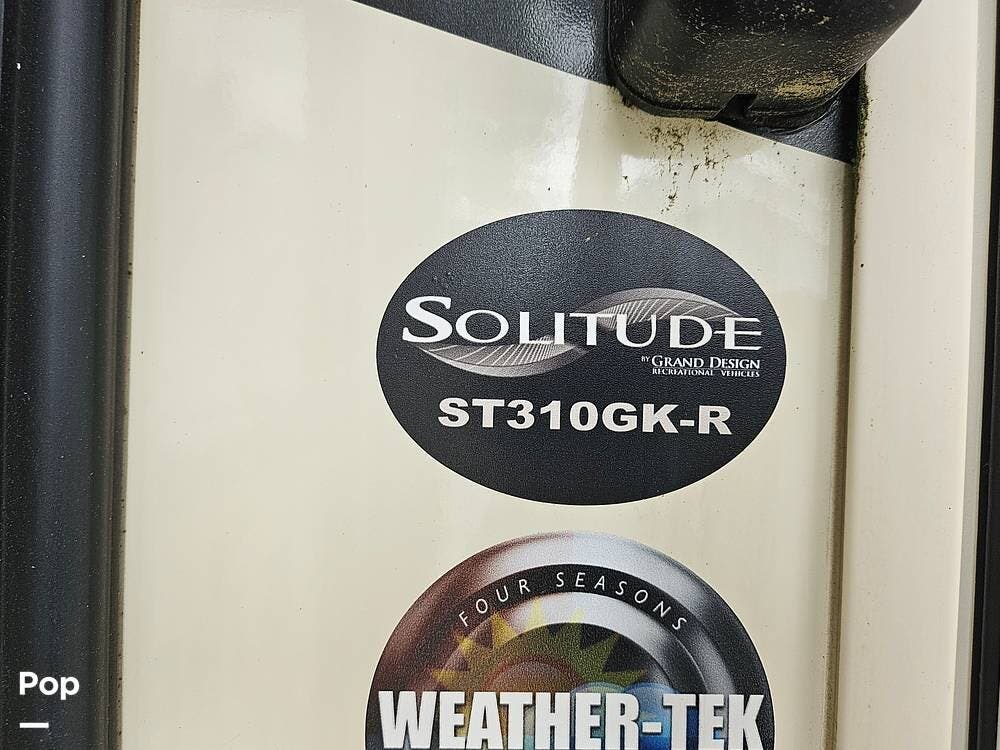 SOLITUDE
BY GRAND DESIGN
RECREATIONAL VEHICLES
ST310GK-R
FOUR SEASONS
WEATHER-TEK
Pop